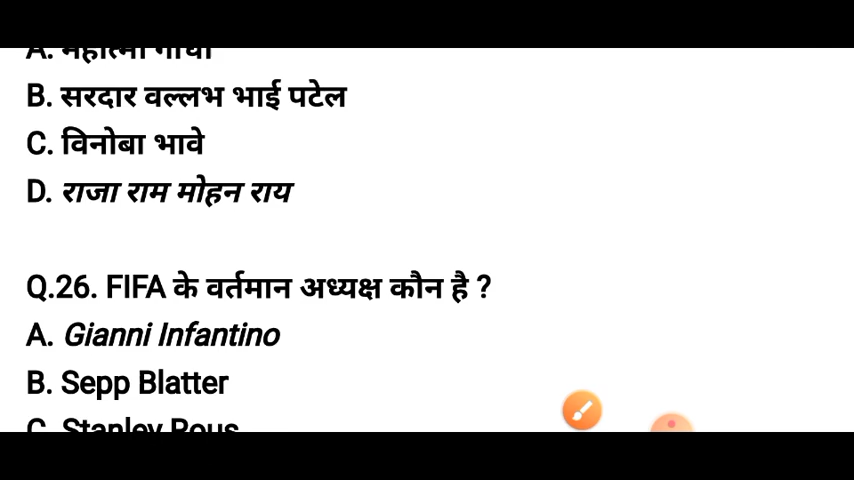 A. महात्मा गांधी
B. सरदार वल्लभ भाई पटेल
C. विनोबा भावे
D. राजा राम मोहन राय
Q.26. FIFA के वर्तमान अध्यक्ष कौन है ?
A. Gianni Infantino
B. Sepp Blatter
C. Stanley Rous